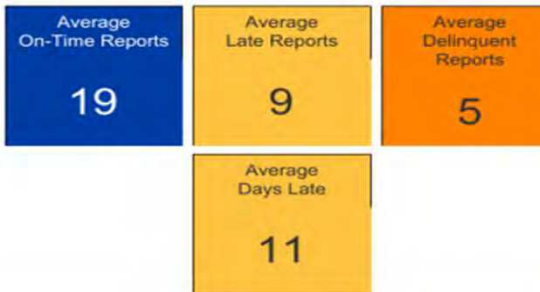 Average
On-Time Reports
19
Average
Late Reports
9
Average
Delinquent
Reports
5
Average
Days Late
11